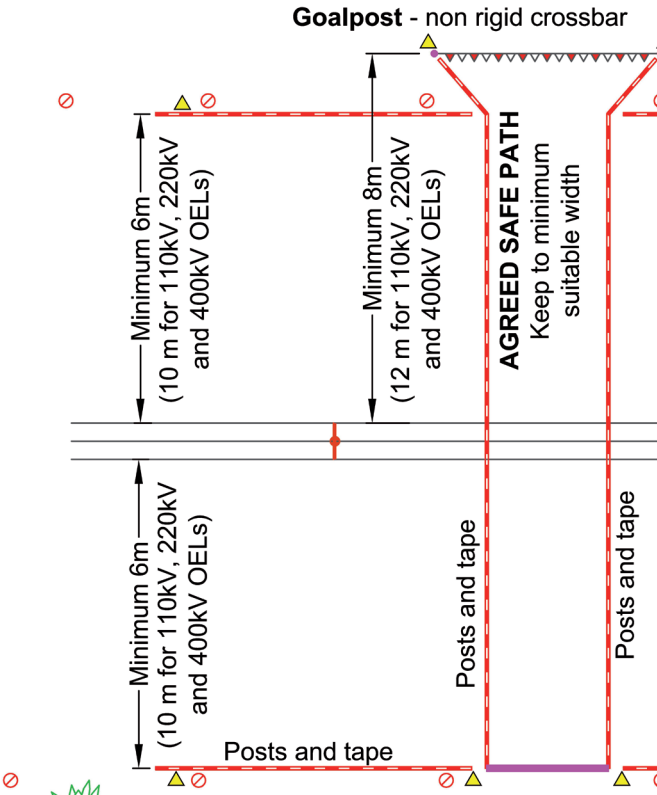 Goalpost - non rigid crossbar
Minimum 6m
(10 m for 110kV, 220kV
and 400kV OELs)
Minimum 8m
(12 m for 110kV, 220kV
and 400kV OELs)
AGREED SAFE PATH
Keep to minimum
suitable width
Minimum 6m
(10 m for 110kV, 220kV
and 400kV OELs)
Posts and tape
Posts and tape
Posts and tape